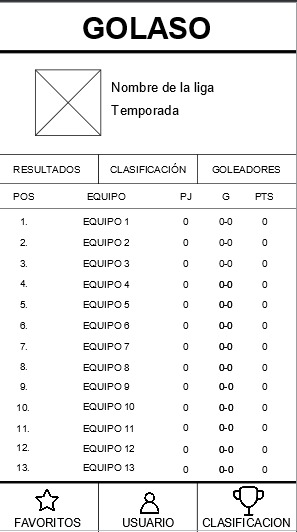 GOLASO
Nombre de la liga
Temporada
RESULTADOS CLASIFICACIÓN GOLEADORES
POS EQUIPO PJ G PTS
1. EQUIPO 1 0 0-0 0
2. EQUIPO 2 0 0-0 0
3. EQUIPO 3 0 0-0 0
4. EQUIPO 4 0 0-0 0
5. EQUIPO 5 0 0-0 0
6. EQUIPO 6 0 0-0 0
7. EQUIPO 7 0 0-0 0
8. EQUIPO 8 0 0-0 0
9. EQUIPO 9 0 0-0 0
10. EQUIPO 10 0 0-0 0
11. EQUIPO 11 0 0-0 0
12. EQUIPO 12 0 0-0 0
13. EQUIPO 13 0 0-0 0
FAVORITOS USUARIO CLASIFICACION